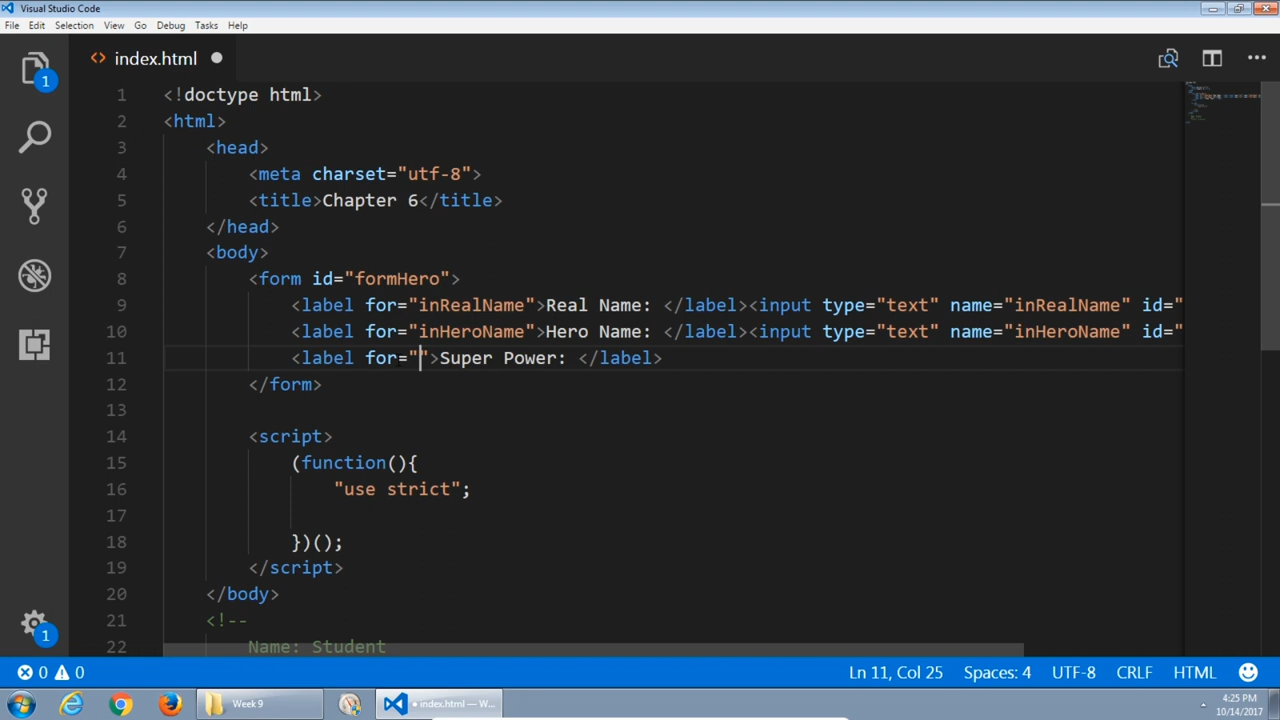 Visual Studio Code
File Edit Selection View Go Debug Tasks Help
1
index.html
1 <!doctype html>
2 <html>
3 <head>
4 <meta charset="utf-8">
5 <title>Chapter 6</title>
6 </head>
7 <body>
8 <form id="formHero">
9 <label for="inRealName">Real Name: </label><input type="text" name="inRealName" id="
10 <label for="inHeroName">Hero Name: </label><input type="text" name="inHeroName" id="
11 <label for="">Super Power: </label>
12 </form>
13
14 <script>
15 (function(){
16 "use strict";
17
18 })();
19 </script>
20 </body>
21 <!--
22 Name: Student
1
0 0 Ln 11, Col 25 Spaces: 4 UTF-8 CRLF HTML
Week 9 index.html — W...
4:25 PM
10/14/2017